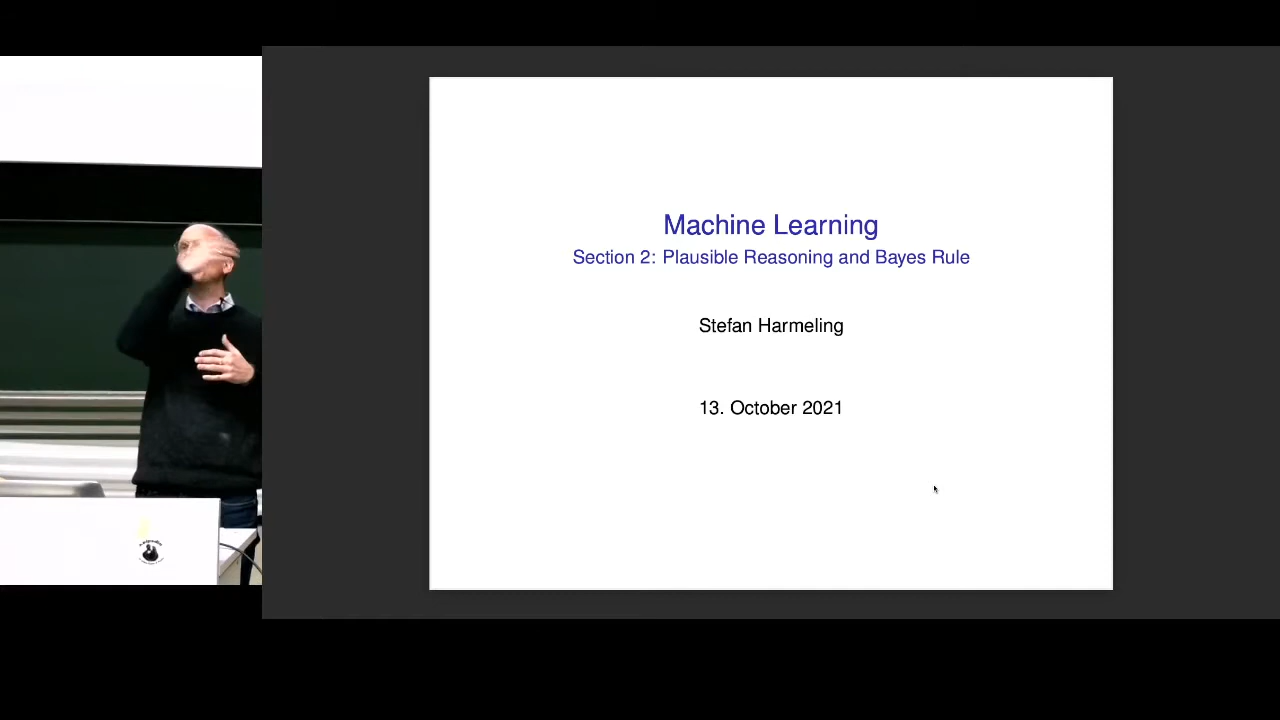 Machine Learning
Section 2: Plausible Reasoning and Bayes Rule
Stefan Harmeling
13. October 2021